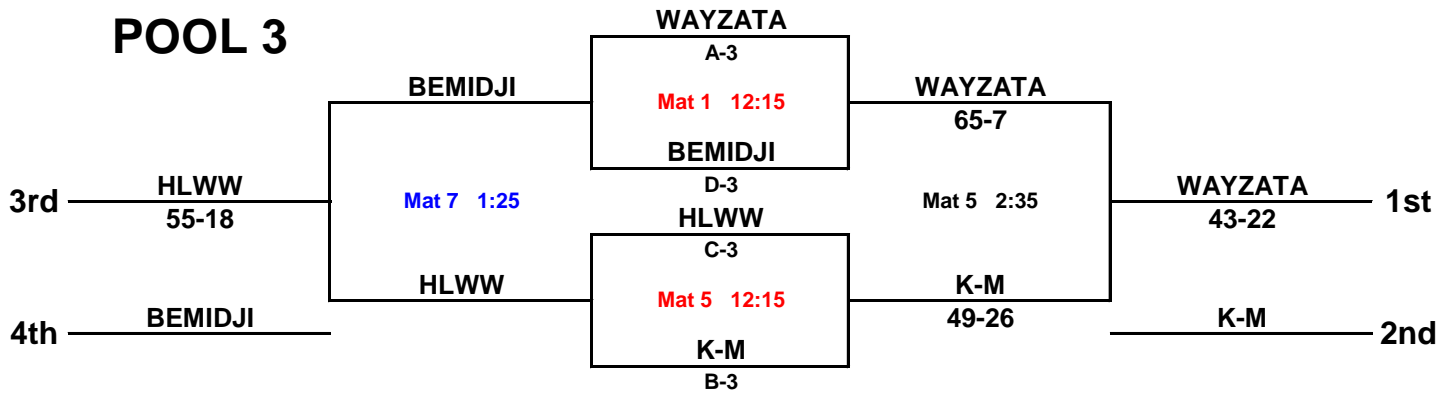 POOL 3
WAYZATA
A-3
BEMIDJI
Mat 1 12:15
WAYZATA
65-7
BEMIDJI
D-3
3rd
HLWW
55-18
Mat 7 1:25
Mat 5 2:35
WAYZATA
43-22
1st
HLWW
C-3
HLWW
Mat 5 12:15
K-M
49-26
4th
BEMIDJI
K-M
2nd
K-M
B-3